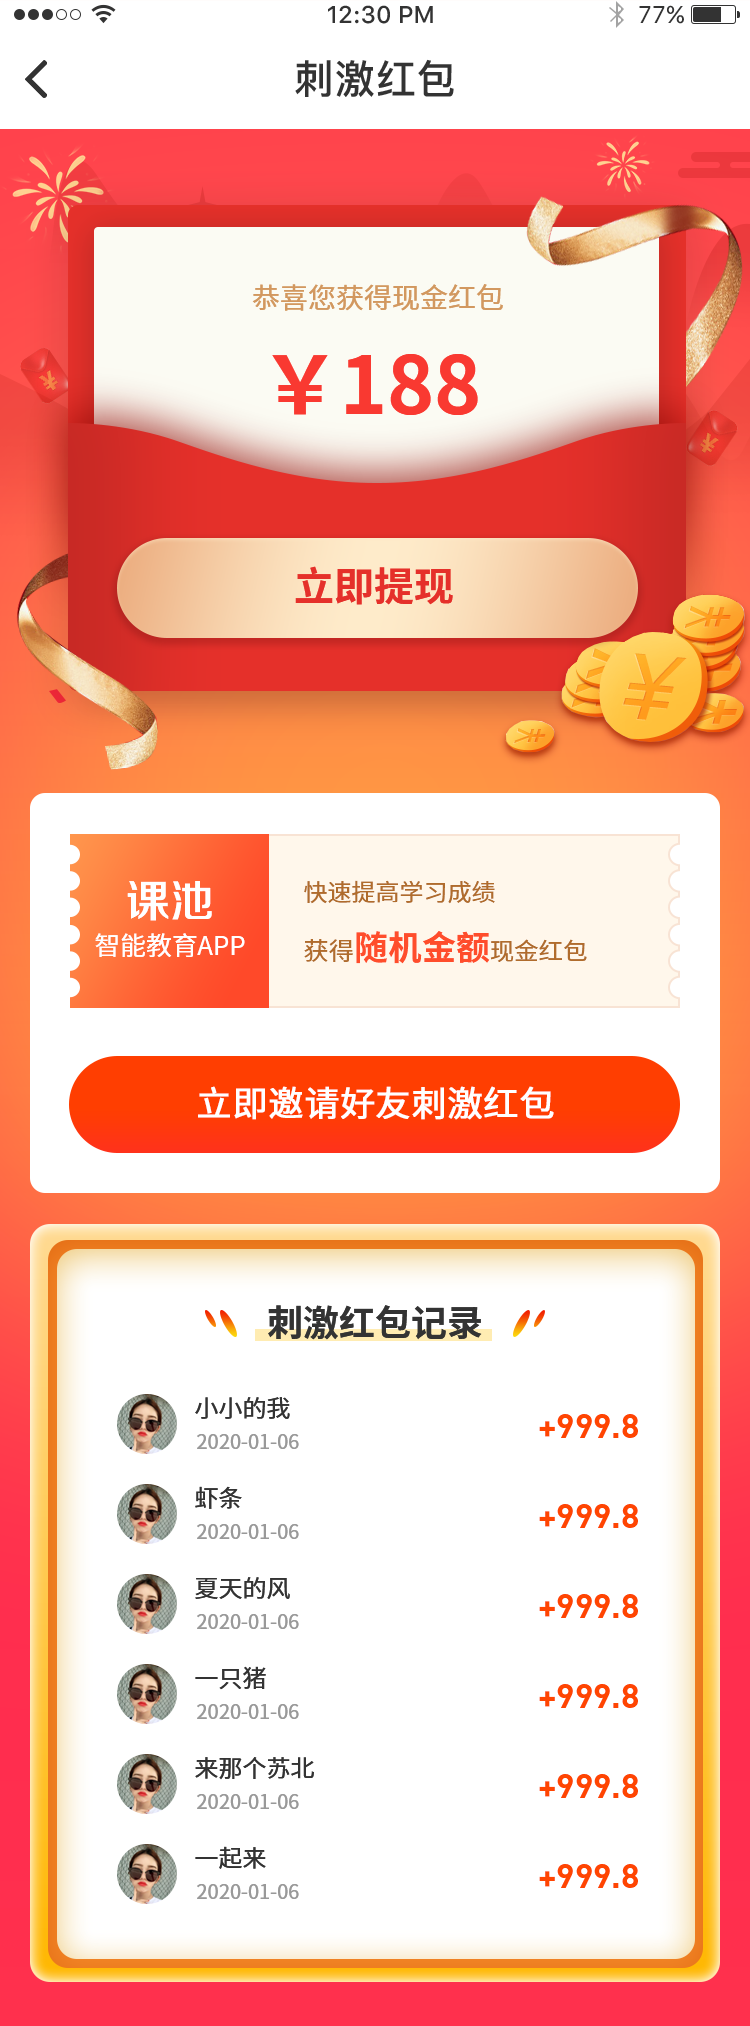 12:30 PM
77%
刺激红包
恭喜您获得现金红包
￥188
立即提现
课池
智能教育APP
快速提高学习成绩
获得随机金额现金红包
立即邀请好友刺激红包
刺激红包记录
小小的我
2020-01-06
+999.8
虾条
2020-01-06
+999.8
夏天的风
2020-01-06
+999.8
一只猪
2020-01-06
+999.8
来那个苏北
2020-01-06
+999.8
一起来
2020-01-06
+999.8